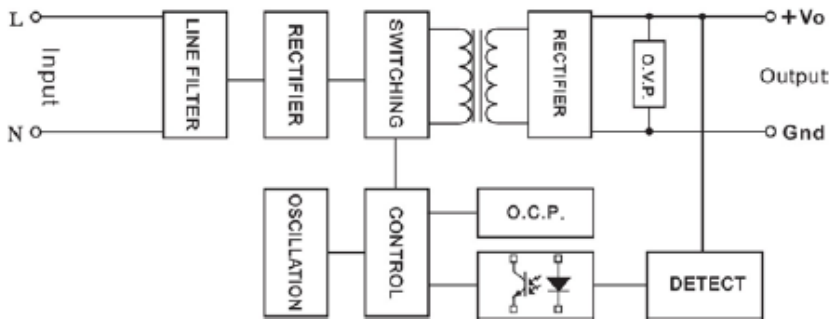 L
Input
N
LINE FILTER
RECTIFIER
SWITCHING
RECTIFIER
O.V.P.
+Vo
Output
Gnd
OSCILLATION
CONTROL
O.C.P.
DETECT